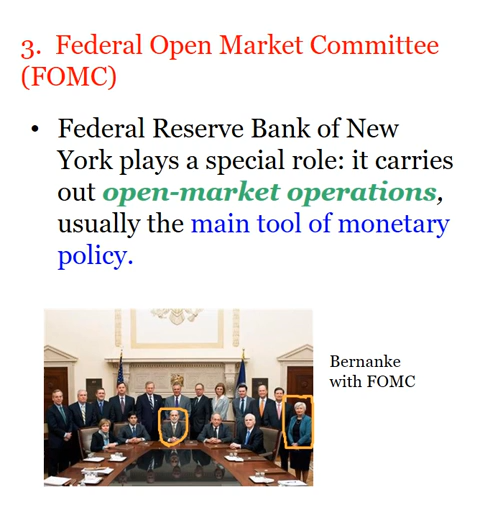 3.  Federal Open Market Committee
(FOMC)
• Federal Reserve Bank of New
York plays a special role: it carries
out open-market operations,
usually the main tool of monetary
policy.
Bernanke
with FOMC